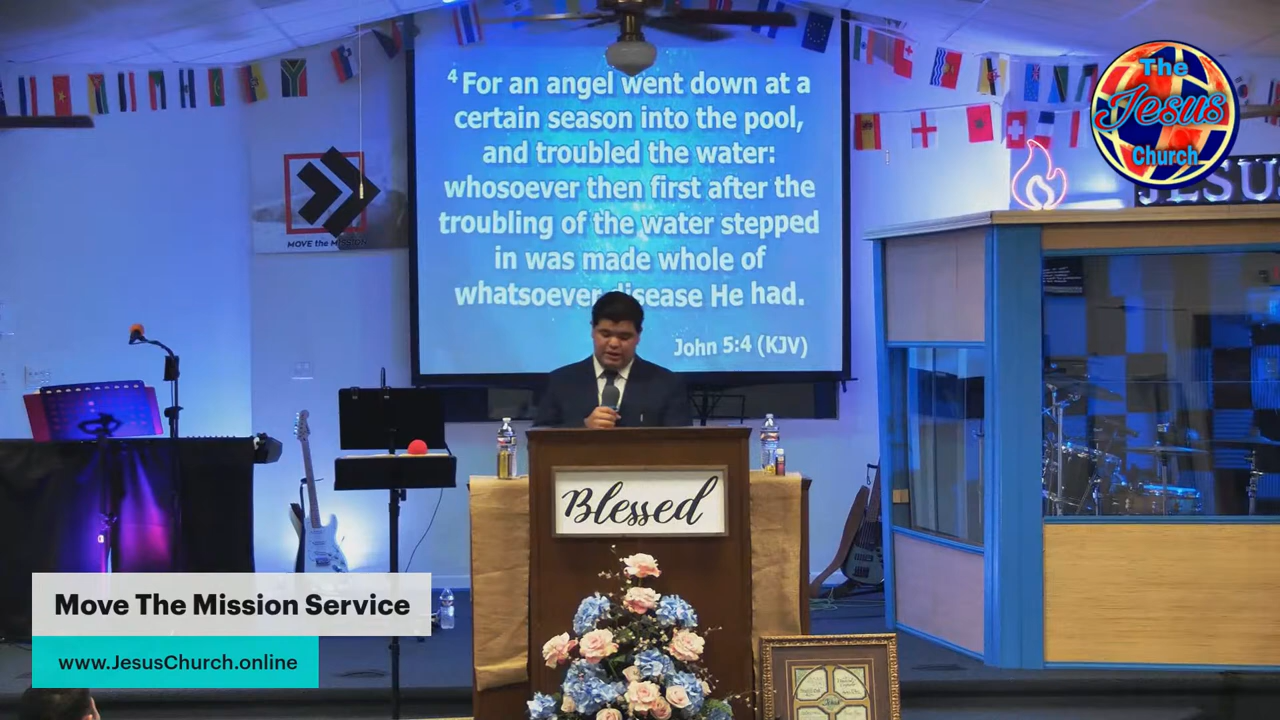 4 For an angel went down at a
certain season into the pool,
and troubled the water:
whosoever then first after the
troubling of the water stepped
in was made whole of
whatsoever disease He had.
John 5:4 (KJV)
The
Jesus
Church
JESU
MOVE the MISSION
Blessed
Move The Mission Service
www.JesusChurch.online